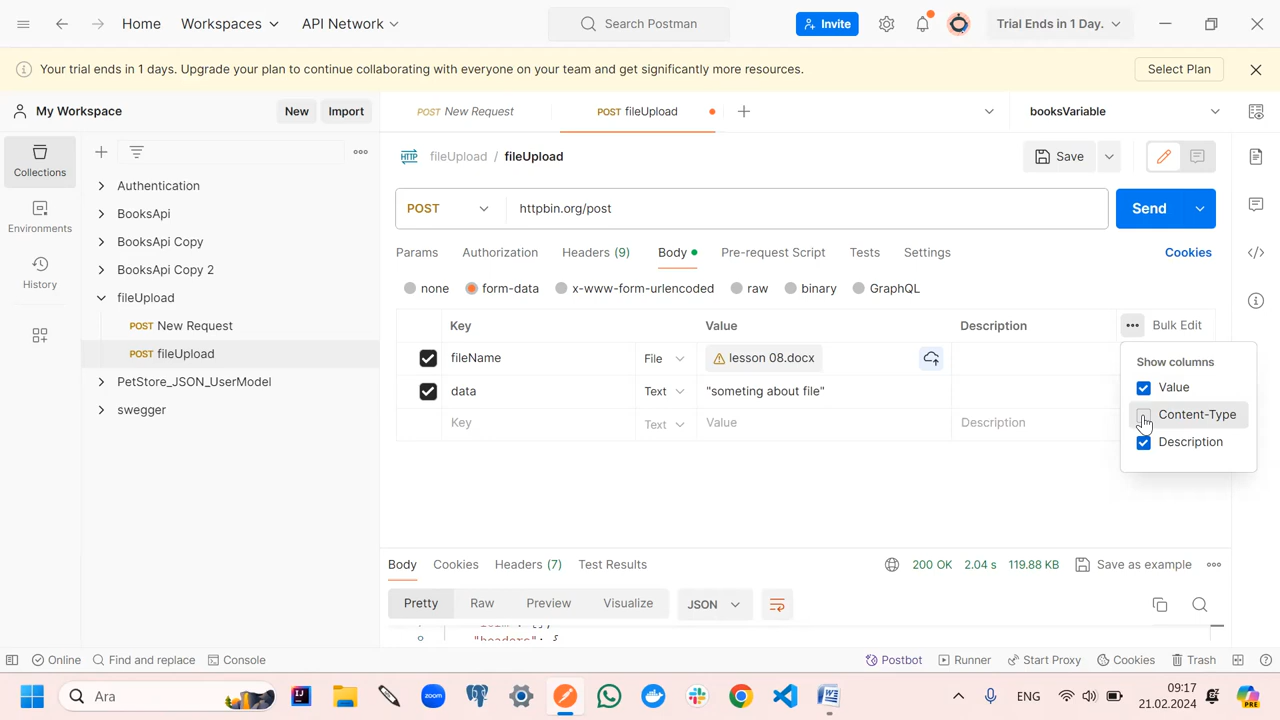 Home Workspaces API Network Search Postman Invite Trial Ends in 1 Day.
Your trial ends in 1 days. Upgrade your plan to continue collaborating with everyone on your team and get significantly more resources. Select Plan
My Workspace New Import POST New Request POST fileUpload booksVariable
Collections
Environments
History
Authentication
BooksApi
BooksApi Copy
BooksApi Copy 2
fileUpload
POST New Request
POST fileUpload
PetStore_JSON_UserModel
swegger
HTTP fileUpload / fileUpload Save
POST httpbin.org/post Send
Params Authorization Headers (9) Body Pre-request Script Tests Settings Cookies
none form-data x-www-form-urlencoded raw binary GraphQL
Key Value Description Bulk Edit
fileName File lesson 08.docx
data Text "someting about file"
Key Text Value Description
Show columns
Value
Content-Type
Description
Body Cookies Headers (7) Test Results 200 OK 2.04 s 119.88 KB Save as example
Pretty Raw Preview Visualize JSON
8 "headers": {
Online Find and replace Console Postbot Runner Start Proxy Cookies Trash
Ara zoom ENG 09:17
21.02.2024 PRE